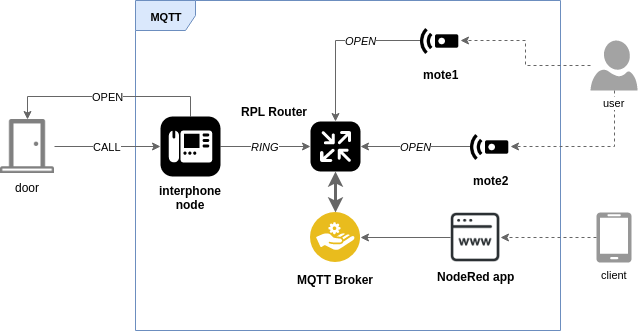 MQTT
OPEN
mote1
user
OPEN
RPL Router
CALL
RING
OPEN
door
interphone
node
mote2
www
MQTT Broker
NodeRed app
client